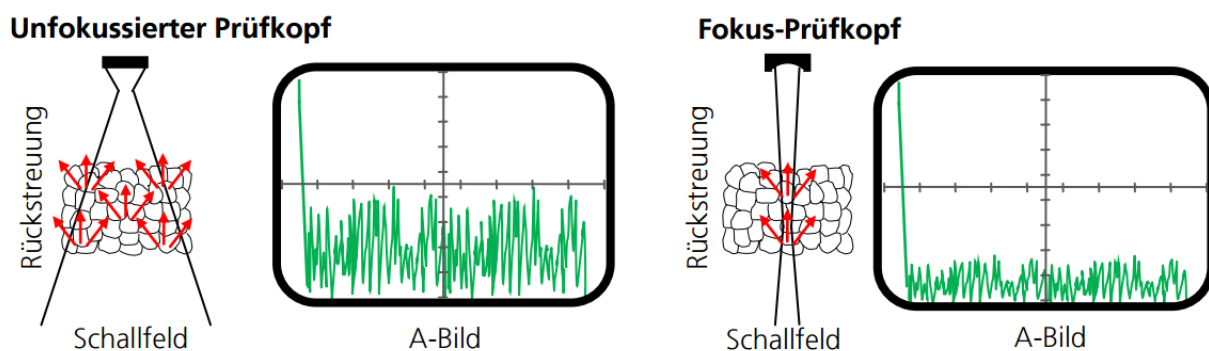 Unfokussierter Prüfkopf
Rückstreuung
Schallfeld
A-Bild
Fokus-Prüfkopf
Rückstreuung
Schallfeld
A-Bild